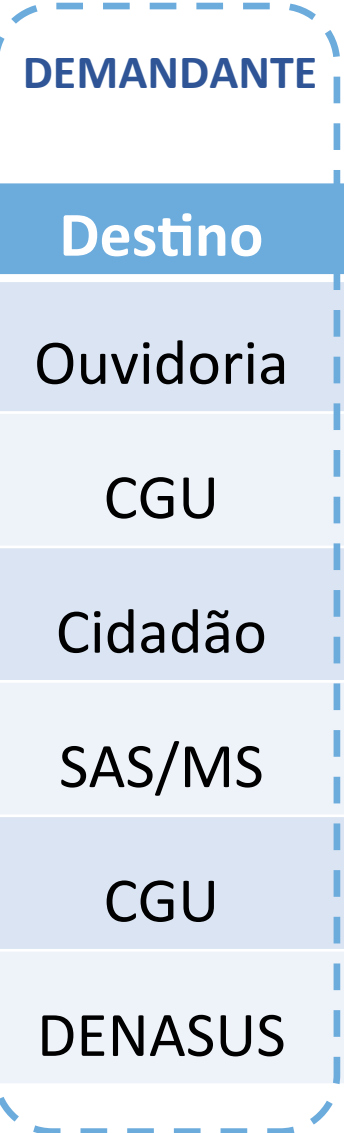 DEMANDANTE
Destino
Ouvidoria
CGU
Cidadão
SAS/MS
CGU
DENASUS